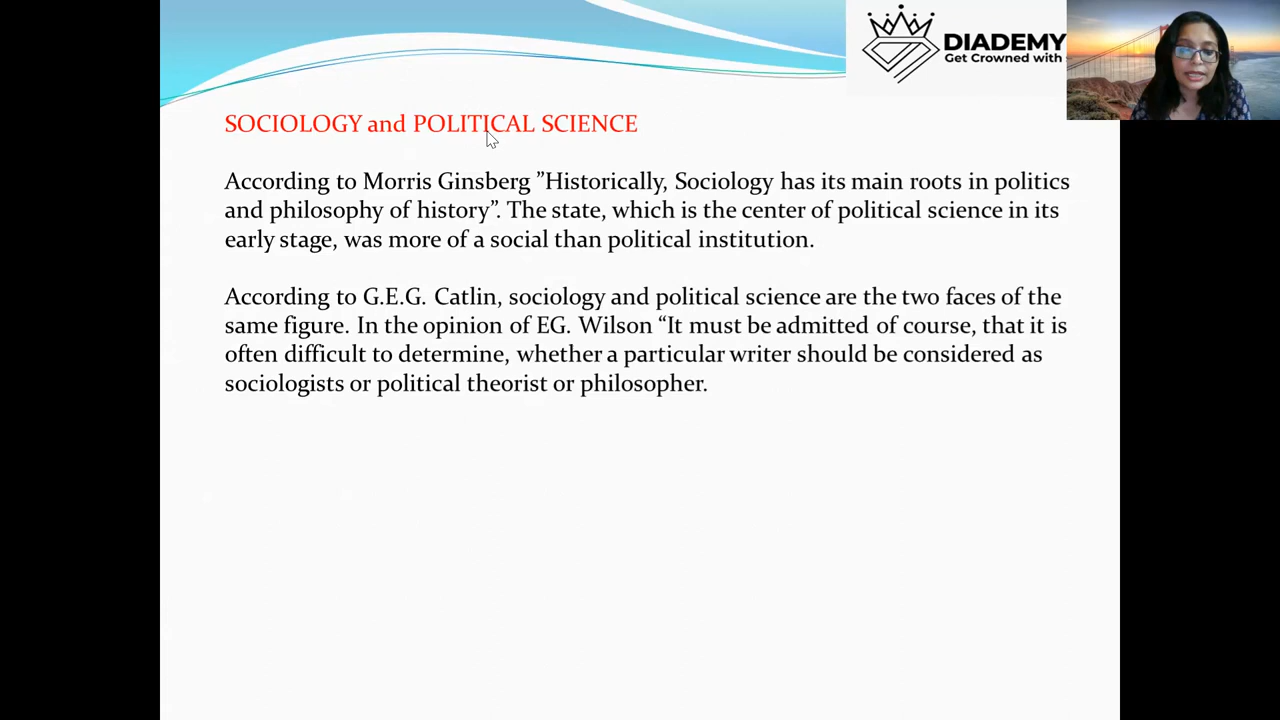 DIADEMY
Get Crowned with
SOCIOLOGY and POLITICAL SCIENCE
According to Morris Ginsberg ”Historically, Sociology has its main roots in politics
and philosophy of history”. The state, which is the center of political science in its
early stage, was more of a social than political institution.
According to G.E.G. Catlin, sociology and political science are the two faces of the
same figure. In the opinion of EG. Wilson “It must be admitted of course, that it is
often difficult to determine, whether a particular writer should be considered as
sociologists or political theorist or philosopher.